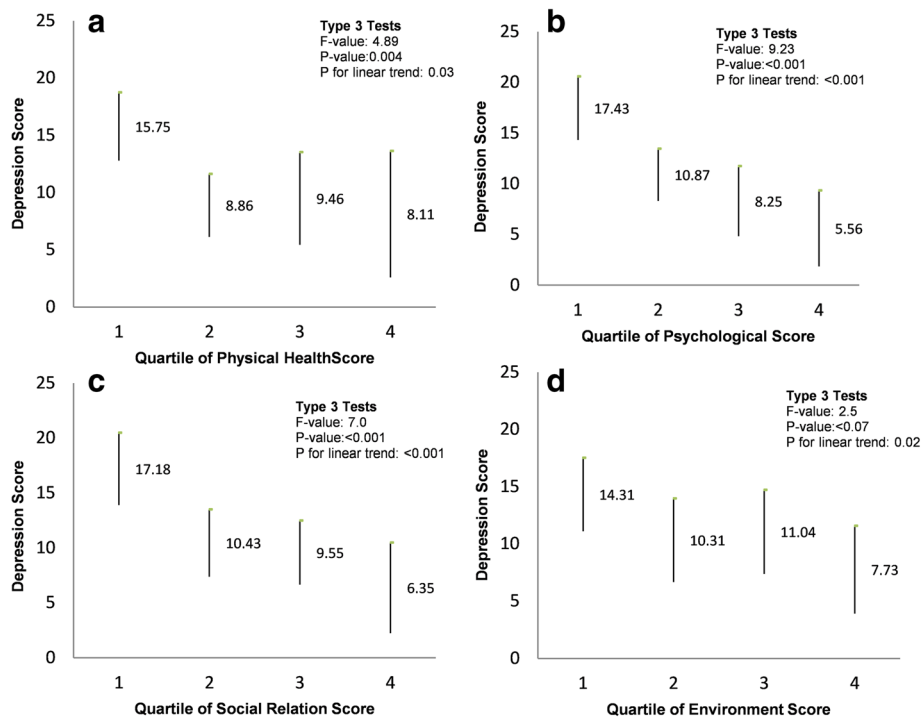 a
Type 3 Tests
F-value: 4.89
P-value:0.004
P for linear trend: 0.03
Depression Score
25
20
15
10
5
0
15.75
8.86
9.46
8.11
1 2 3 4
Quartile of Physical HealthScore
b
Type 3 Tests
F-value: 9.23
P-value:<0.001
P for linear trend: <0.001
Depression Score
25
20
15
10
5
0
17.43
10.87
8.25
5.56
1 2 3 4
Quartile of Psychological Score
c
Type 3 Tests
F-value: 7.0
P-value:<0.001
P for linear trend: <0.001
Depression Score
25
20
15
10
5
0
17.18
10.43
9.55
6.35
1 2 3 4
Quartile of Social Relation Score
d
Type 3 Tests
F-value: 2.5
P-value:<0.07
P for linear trend: 0.02
Depression Score
25
20
15
10
5
0
14.31
10.31
11.04
7.73
1 2 3 4
Quartile of Environment Score